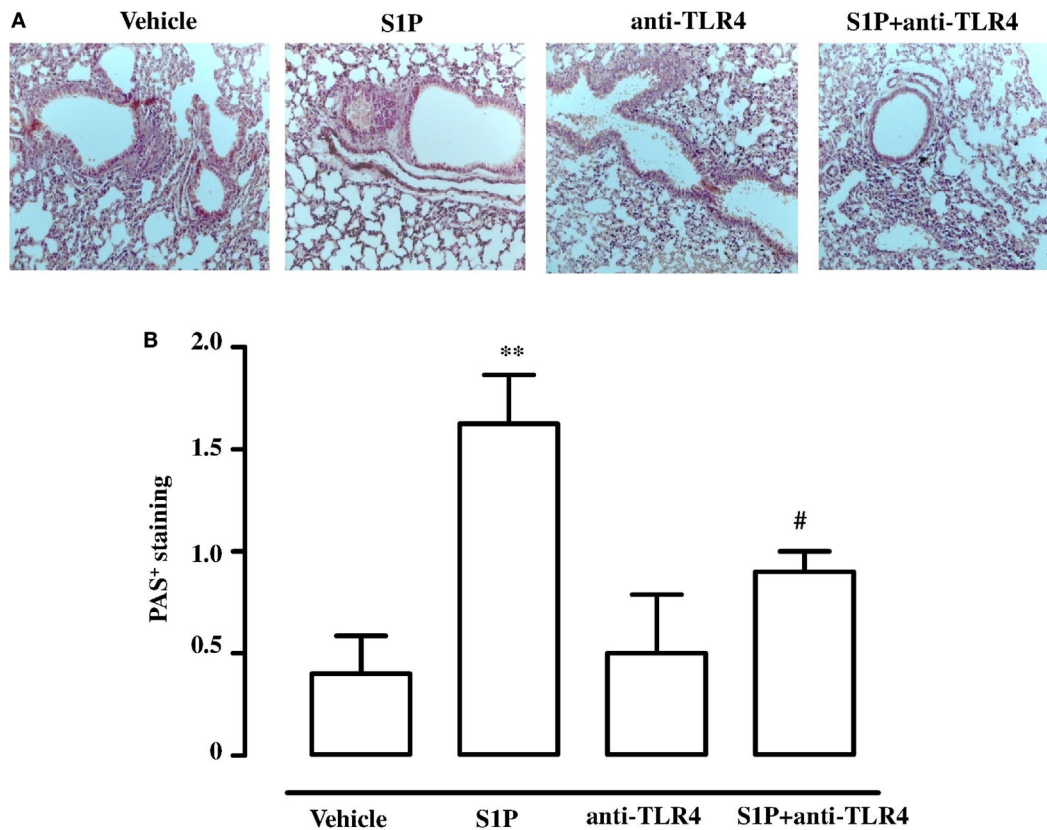 A
Vehicle S1P anti-TLR4 S1P+anti-TLR4
B
2.0
**
1.5
1.0
#
0.5
0
PAS⁺ staining
Vehicle S1P anti-TLR4 S1P+anti-TLR4